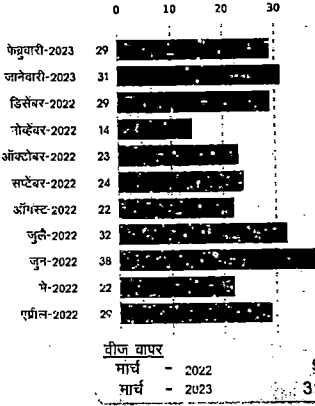 0 10 20 30
फेब्रुवारी-2023 29
जानेवारी-2023 31
डिसेंबर-2022 29
नोव्हेंवर-2022 14
ऑक्टोबर-2022 23
सप्टेंबर-2022 24
ऑगस्ट-2022 22
जुलै-2022 32
जुन-2022 38
मे-2022 22
एप्रील-2022 29
वीज वापर
मार्च - 2022
मार्च - 2023